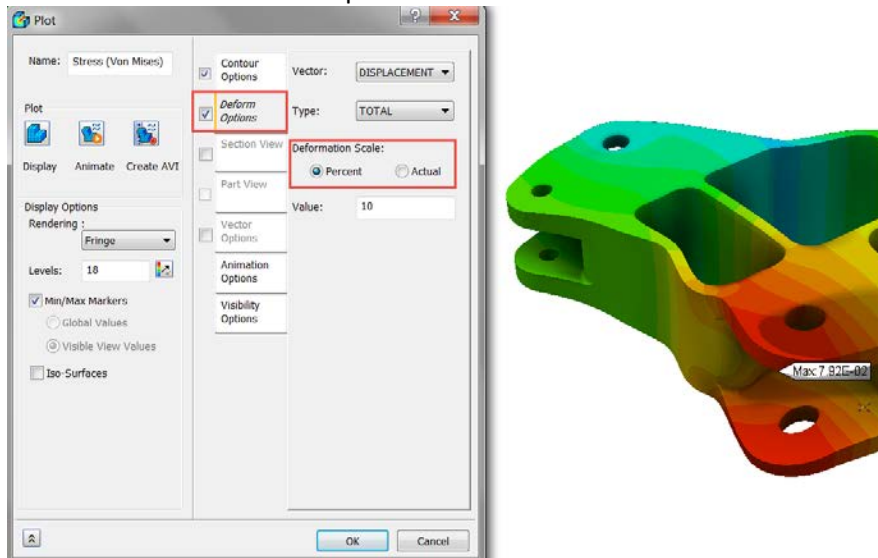 Plot
Name: Stress (Von Mises)
Plot
Display Animate Create AVI
Display Options
Rendering :
Fringe
Levels: 18
Min/Max Markers
Global Values
Visible View Values
Iso-Surfaces
Contour
Options
Deform
Options
Section View
Part View
Vector
Options
Animation
Options
Visibility
Options
Vector: DISPLACEMENT
Type: TOTAL
Deformation Scale:
Percent Actual
Value: 10
OK Cancel
Max: 7.92E-02